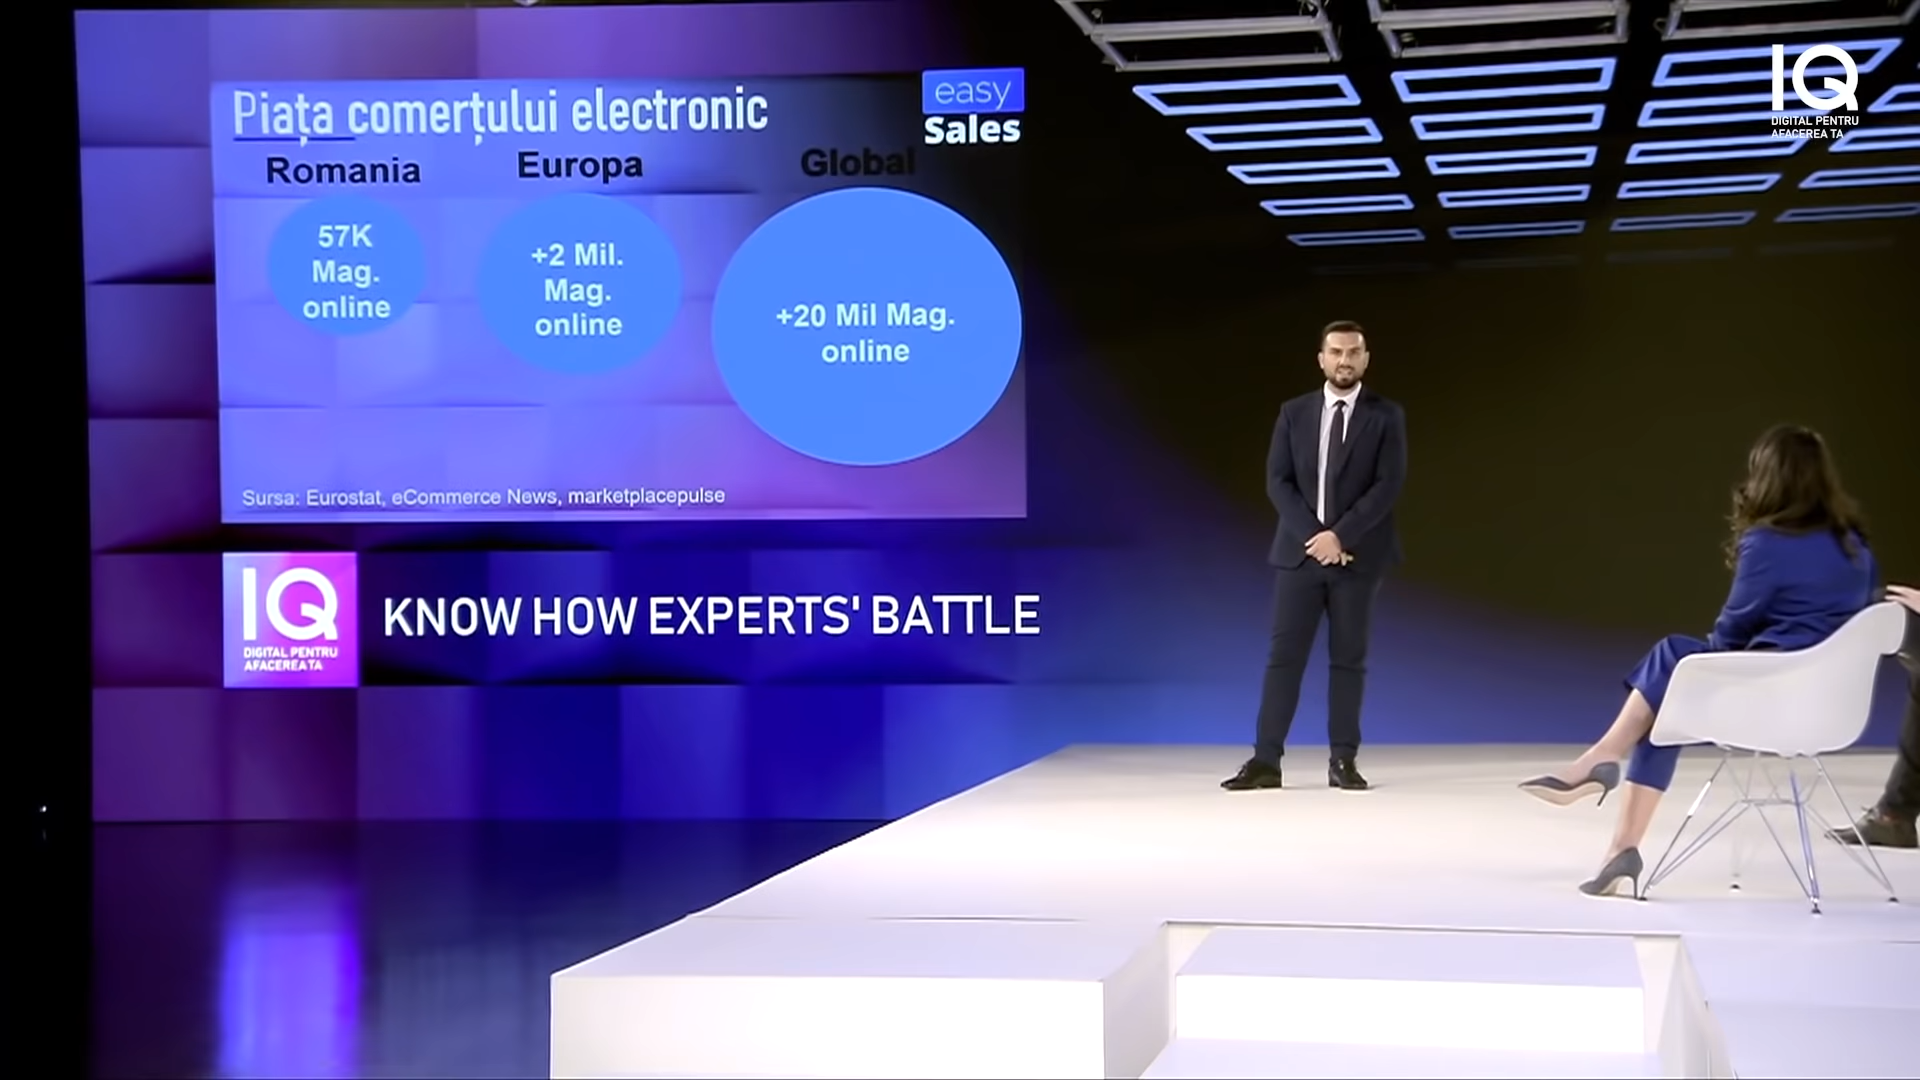 Piața comerțului electronic
easy
Sales
Romania
Europa
Global
57K
Mag.
online
+2 Mil.
Mag.
online
+20 Mil Mag.
online
Sursa: Eurostat, eCommerce News, marketplacepulse
IQ
DIGITAL PENTRU
AFACEREA TA
KNOW HOW EXPERTS' BATTLE
IQ
DIGITAL PENTRU
AFACEREA TA